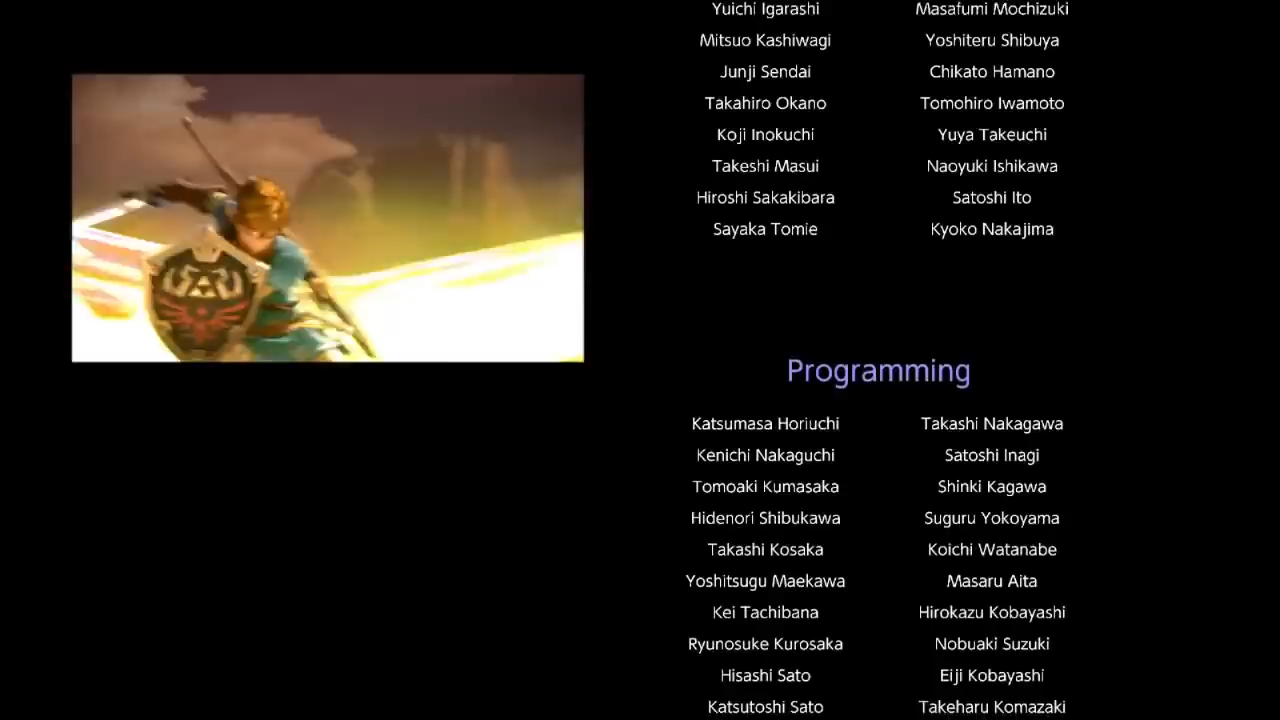 Yuichi Igarashi Masafumi Mochizuki
Mitsuo Kashiwagi Yoshiteru Shibuya
Junji Sendai Chikato Hamano
Takahiro Okano Tomohiro Iwamoto
Koji Inokuchi Yuya Takeuchi
Takeshi Masui Naoyuki Ishikawa
Hiroshi Sakakibara Satoshi Ito
Sayaka Tomie Kyoko Nakajima
Programming
Katsumasa Horiuchi Takashi Nakagawa
Kenichi Nakaguchi Satoshi Inagi
Tomoaki Kumasaka Shinki Kagawa
Hidenori Shibukawa Suguru Yokoyama
Takashi Kosaka Koichi Watanabe
Yoshitsugu Maekawa Masaru Aita
Kei Tachibana Hirokazu Kobayashi
Ryunosuke Kurosaka Nobuaki Suzuki
Hisashi Sato Eiji Kobayashi
Katsutoshi Sato Takeharu Komazaki